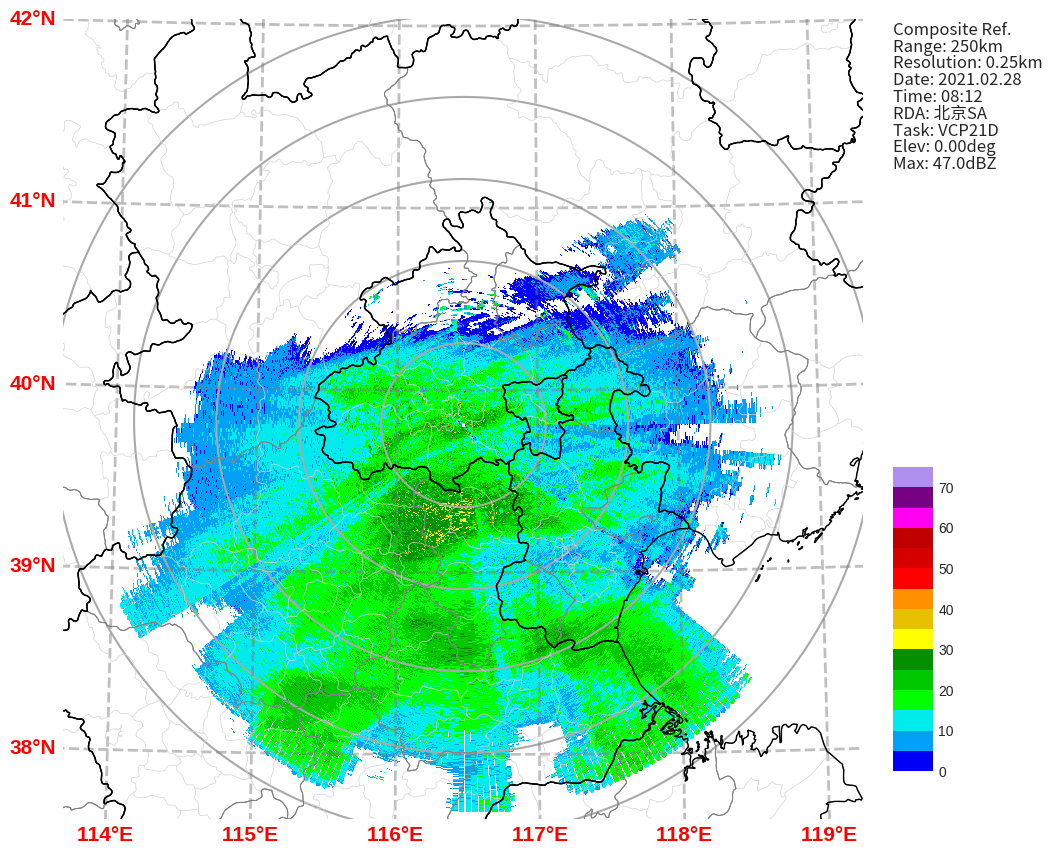 42°N
41°N
40°N
39°N
38°N
114°E 115°E 116°E 117°E 118°E 119°E
Composite Ref.
Range: 250km
Resolution: 0.25km
Date: 2021.02.28
Time: 08:12
RDA: 北京SA
Task: VCP21D
Elev: 0.00deg
Max: 47.0dBZ
70
60
50
40
30
20
10
0